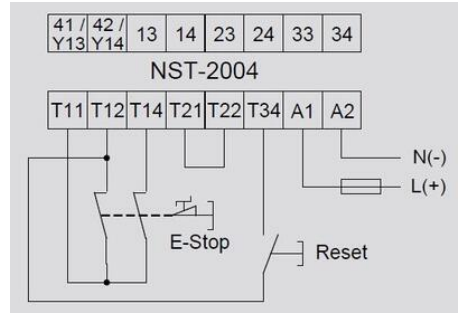 41 / 42 / 13 14 23 24 33 34
Y13 Y14
NST-2004
T11 T12 T14 T21 T22 T34 A1 A2
N(-)
L(+)
E-Stop
Reset